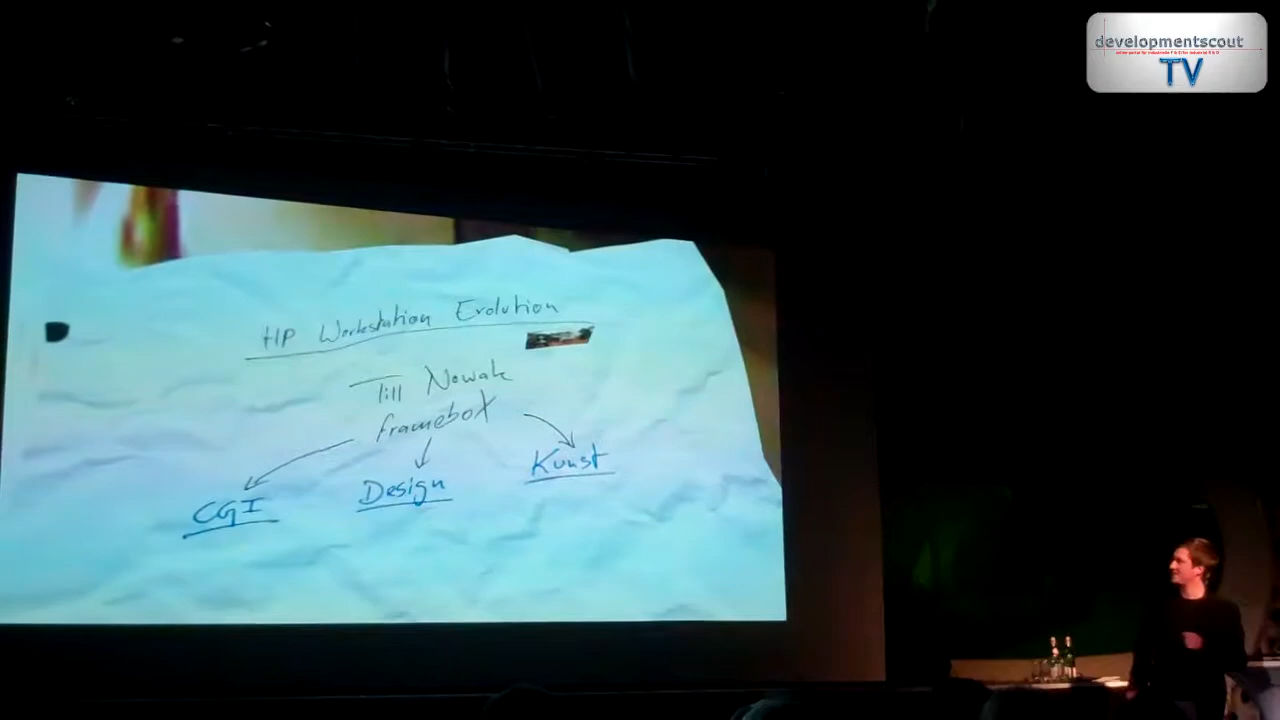 developmentscout
TV
HP Workstation Evolution
Till Nowak
frameboX
Kunst
Design
CGI